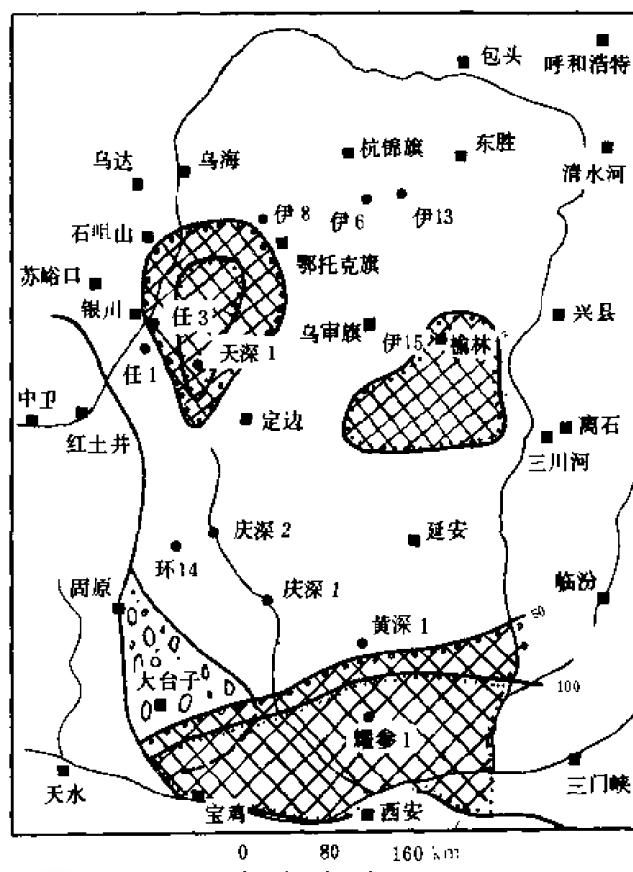 包头
呼和浩特
杭锦旗
东胜
清水河
乌达
乌海
伊8
伊6
伊13
石咀山
鄂托克旗
苏峪口
银川
任3
乌审旗
伊15
榆林
兴县
任1
天深1
中卫
红土井
定边
离石
三川河
庆深2
延安
环14
庆深1
固原
临汾
黄深1
50
大台子
100
耀参1
天水
宝鸡
西安
三门峡
0 80 160 km